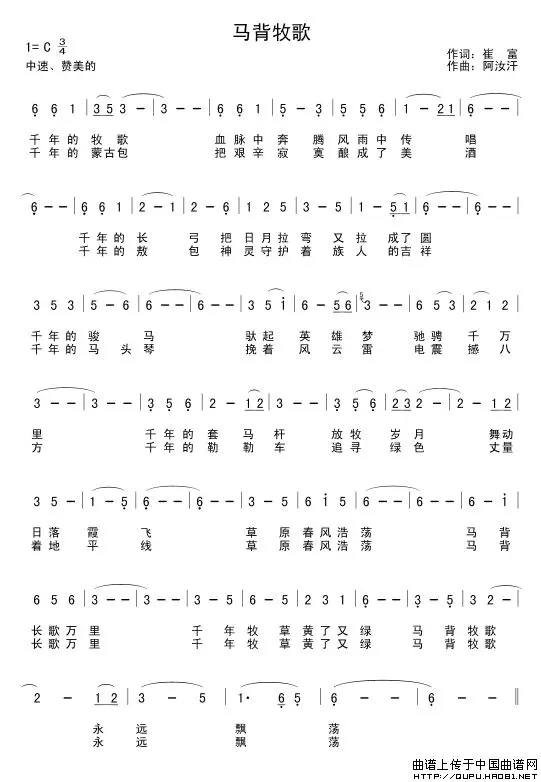 马背牧歌
1= C 3/4
作词：崔 富
中速、赞美的
作曲：阿汝汗
6 6 1 | 3 5 3 - | 3 - - | 6 6 1 | 5 - 3 | 5 5 6 | 1 - 2 1 | 6 - - |
千年的 牧歌 血脉中 奔 腾 风雨中 传 唱
千年的 蒙古包 把艰辛 寂 寞 酿成了 美 酒
6 - - | 6 6 1 | 2 - 1 | 2 6 2 | 1 2 5 | 3 2 3 | 1 - 5 1 | 6 - - |
千年的 长 弓 把日月 拉弯 又 拉 成了 圆
千年的 敖 包 神灵守 护着 族 人 的吉 祥
3 5 3 | 5 - 6 | 6 - - | 6 - - | 3 5 i | 6 - 5 6 | 5 3 - - | 6 5 3 | 2 1 2 |
千年的 骏 马 驮起 英 雄 梦 驰骋 千 万
千年的 马头琴 挽着 风 云 雷 电震 撼 八
3 - - | 3 - - | 3 5 6 | 2 - 1 2 | 3 - - | 3 5 6 | 2 3 2 - | 2 - 1 2 |
里 千年的 套 马 杆 放牧 岁 月 舞动
方 千年的 勒 勒 车 追寻 绿 色 丈量
3 - 5 | 1 - 5 | 6 - - | 6 - - | 3 - 5 | 6 i 5 | 6 - - | 6 - - | 6 - i |
日 落 霞 飞 草 原 春风浩 荡 马 背
着 地 平 线 草 原 春风浩 荡 马 背
6 5 6 | 3 - - | 3 - - | 3 - 5 | 6 - 5 | 2 3 1 | 6 - - | 3 - 5 | 3 2 - |
长歌万 里 千 年 牧 草 黄了又 绿 马 背 牧歌
长歌万 里 千 年 牧 草 黄了又 绿 马 背 牧歌
2 - 1 2 | 3 - - | 5 - - | 1· 6 5 | 6 - - | 6 - - ‖
永 远 飘 荡
永 远 飘 荡
曲谱上传于中国曲谱网
http://QUPU.HAO81.NET